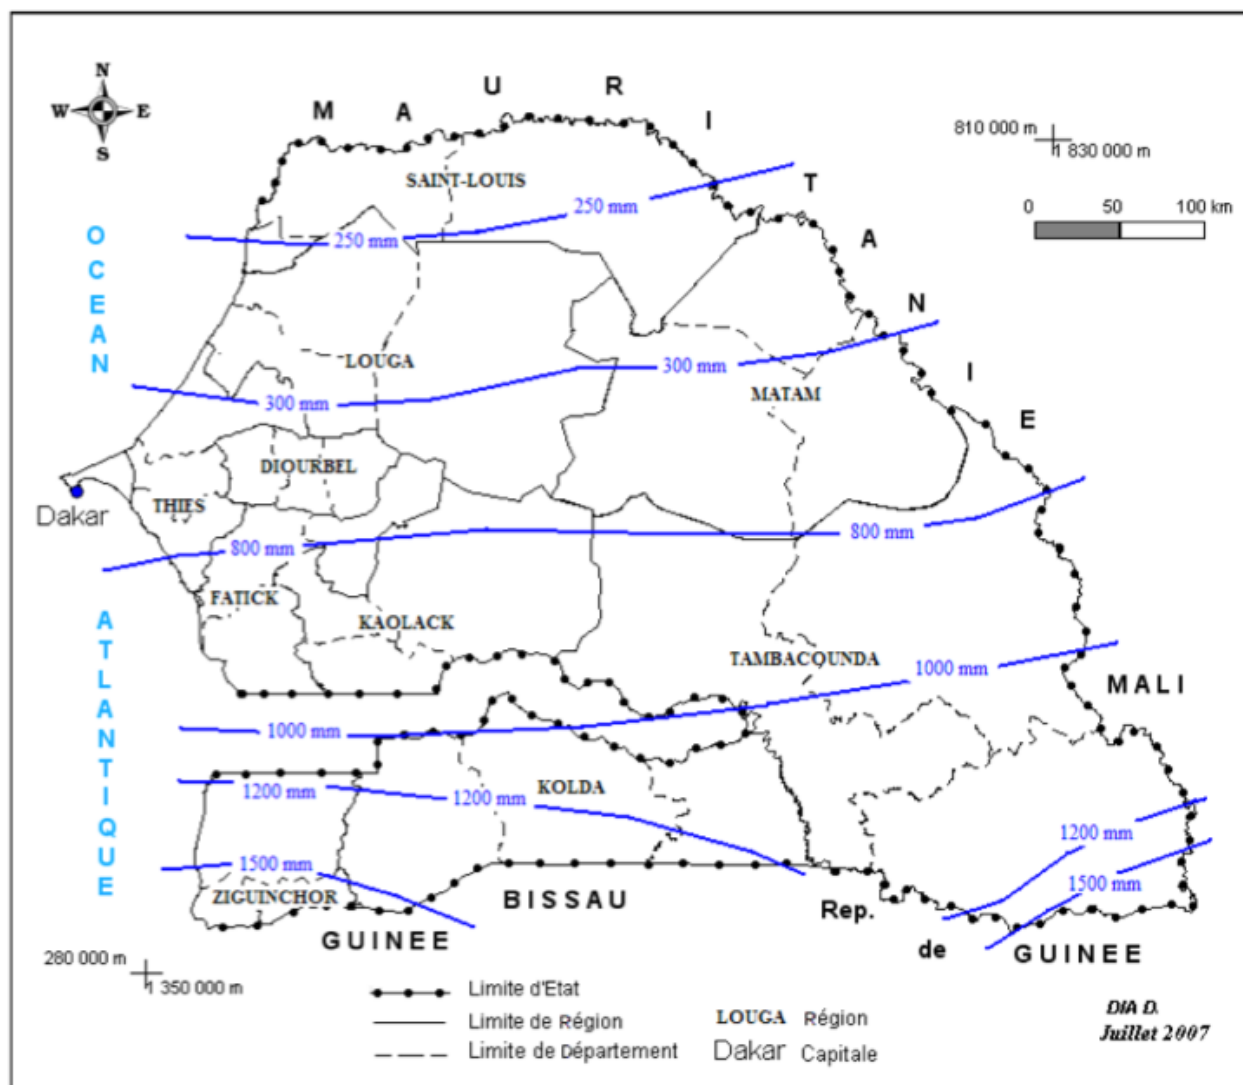 N
W E
S
MAURITANIE
810 000 m
1 830 000 m
0 50 100 km
OCEAN
ATLANTIQUE
SAINT-LOUIS
250 mm
250 mm
LOUGA
300 mm
300 mm
MATAM
DIOURBEL
THIES
Dakar
800 mm
800 mm
FATICK
KAOLACK
TAMBACOUNDA
1000 mm
1000 mm
MALI
KOLDA
1200 mm
1200 mm
1200 mm
1500 mm
1500 mm
ZIGUINCHOR
GUINEE
BISSAU
Rep.
de
GUINEE
280 000 m
1 350 000 m
Limite d'Etat
Limite de Région
Limite de Département
LOUGA Région
Dakar Capitale
DIA D.
Juillet 2007